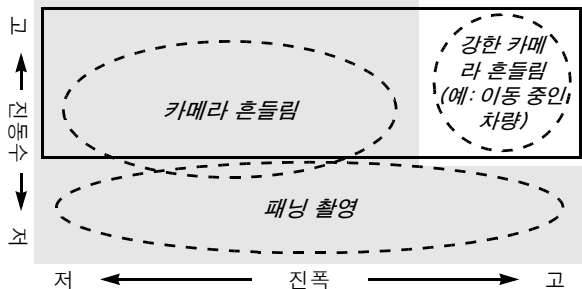 고
진동수
저
카메라 흔들림
강한 카메
라 흔들림
(예: 이동 중인
차량)
패닝 촬영
저
진폭
고